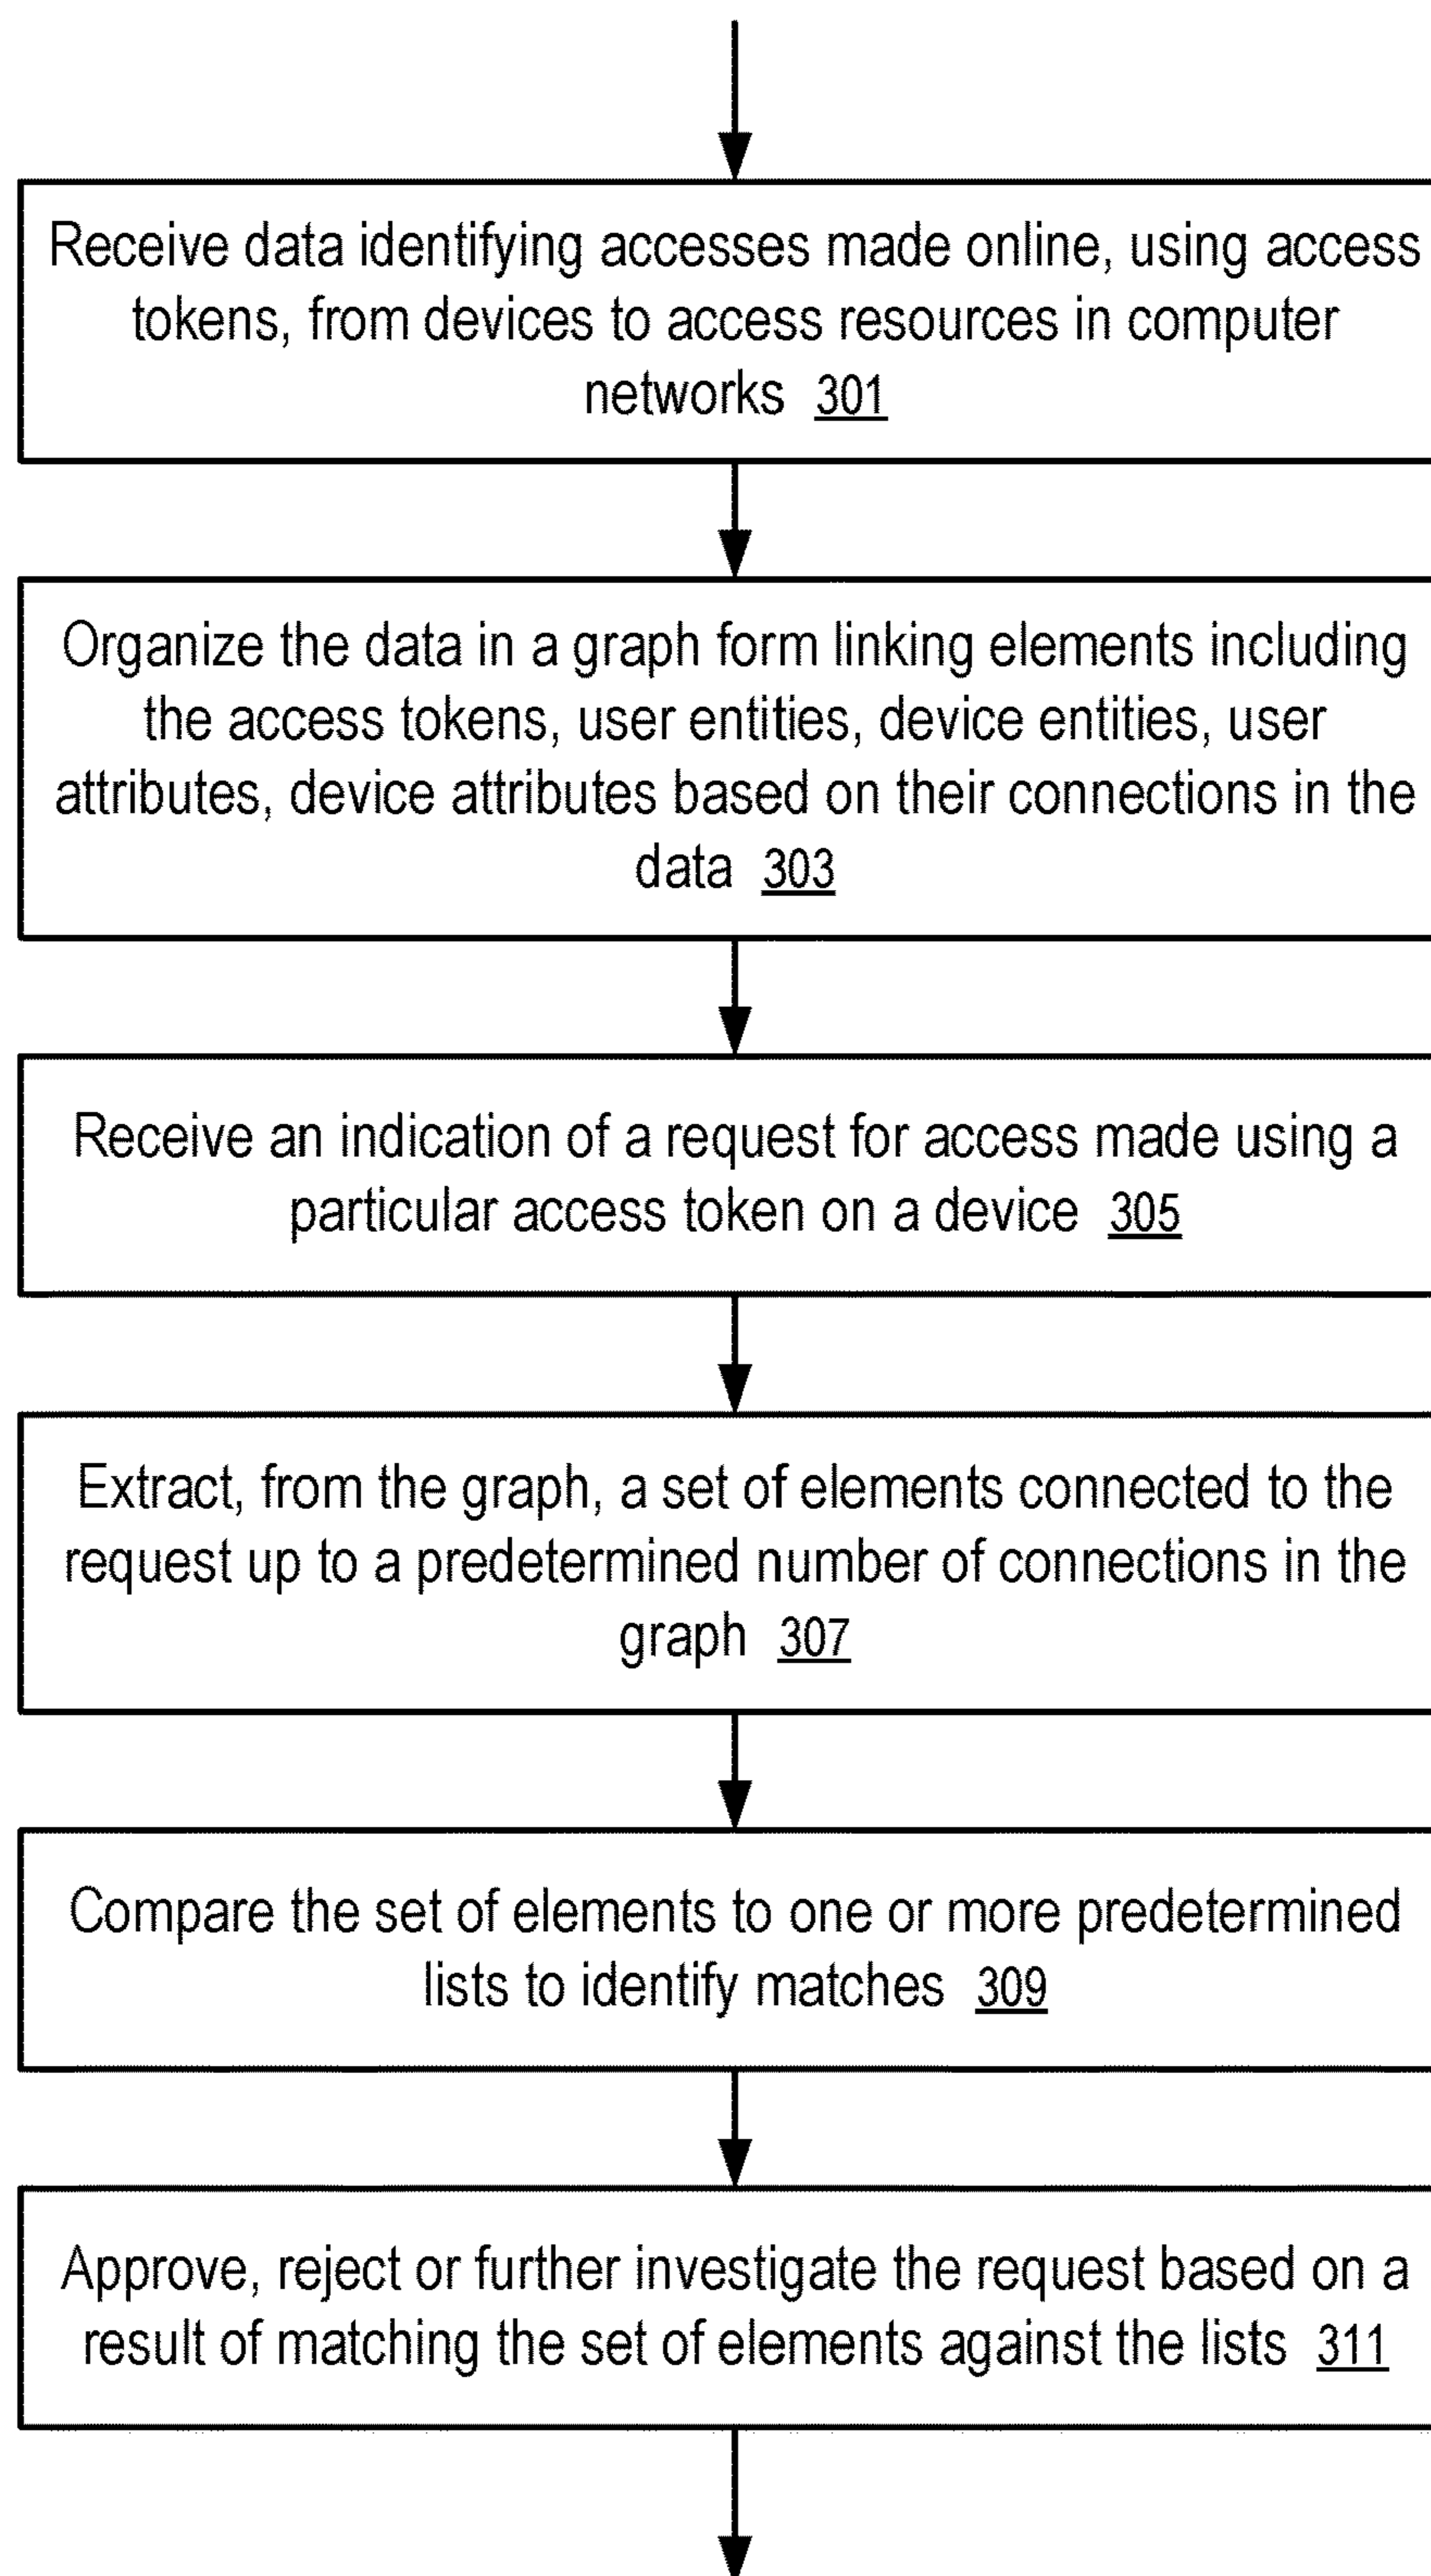 Receive data identifying accesses made online, using access
tokens, from devices to access resources in computer
networks 301
Organize the data in a graph form linking elements including
the access tokens, user entities, device entities, user
attributes, device attributes based on their connections in the
data 303
Receive an indication of a request for access made using a
particular access token on a device 305
Extract, from the graph, a set of elements connected to the
request up to a predetermined number of connections in the
graph 307
Compare the set of elements to one or more predetermined
lists to identify matches 309
Approve, reject or further investigate the request based on a
result of matching the set of elements against the lists 311